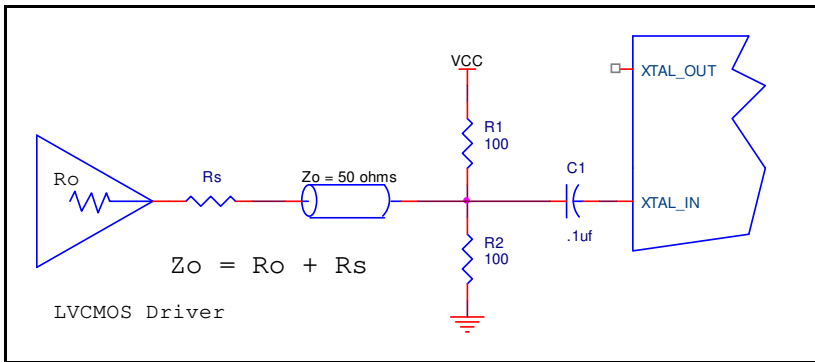 VCC
XTAL_OUT
R1
100
Ro
Rs
Zo = 50 ohms
C1
XTAL_IN
.1uf
R2
100
Zo = Ro + Rs
LVCMOS Driver